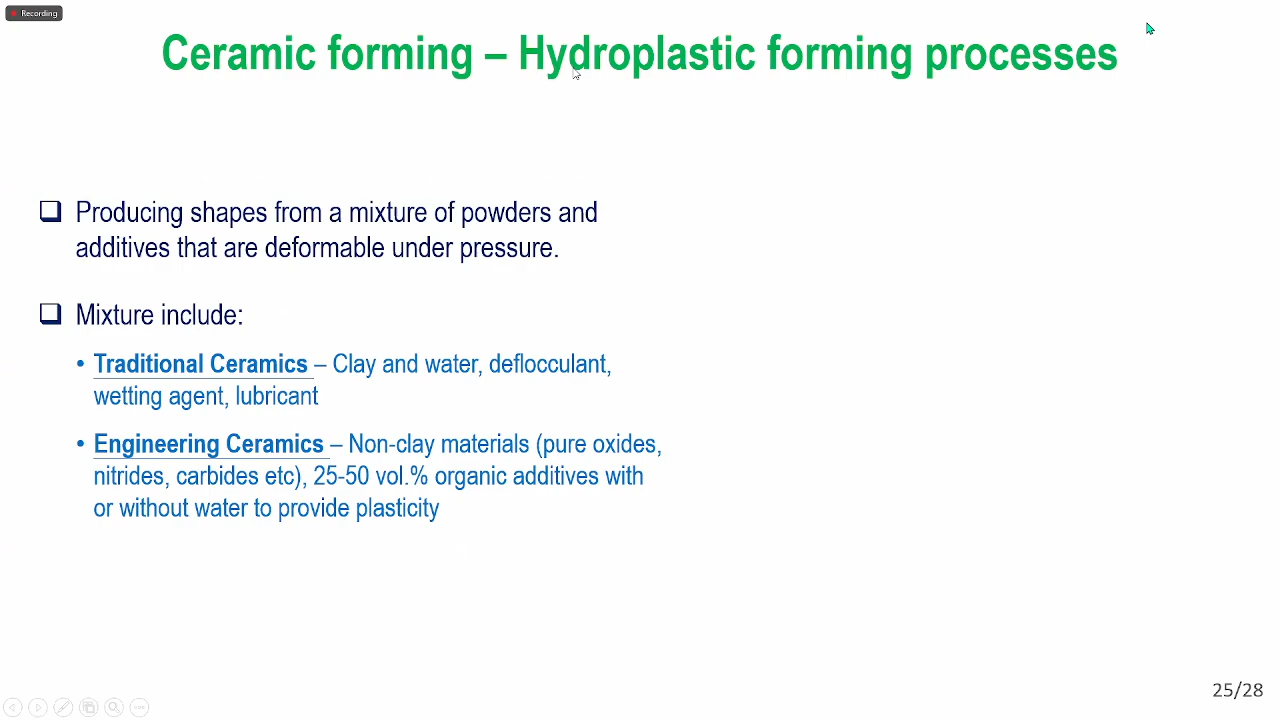 Recording
Ceramic forming – Hydroplastic forming processes
Producing shapes from a mixture of powders and
additives that are deformable under pressure.
Mixture include:
• Traditional Ceramics – Clay and water, deflocculant,
wetting agent, lubricant
• Engineering Ceramics – Non-clay materials (pure oxides,
nitrides, carbides etc), 25-50 vol.% organic additives with
or without water to provide plasticity
25/28